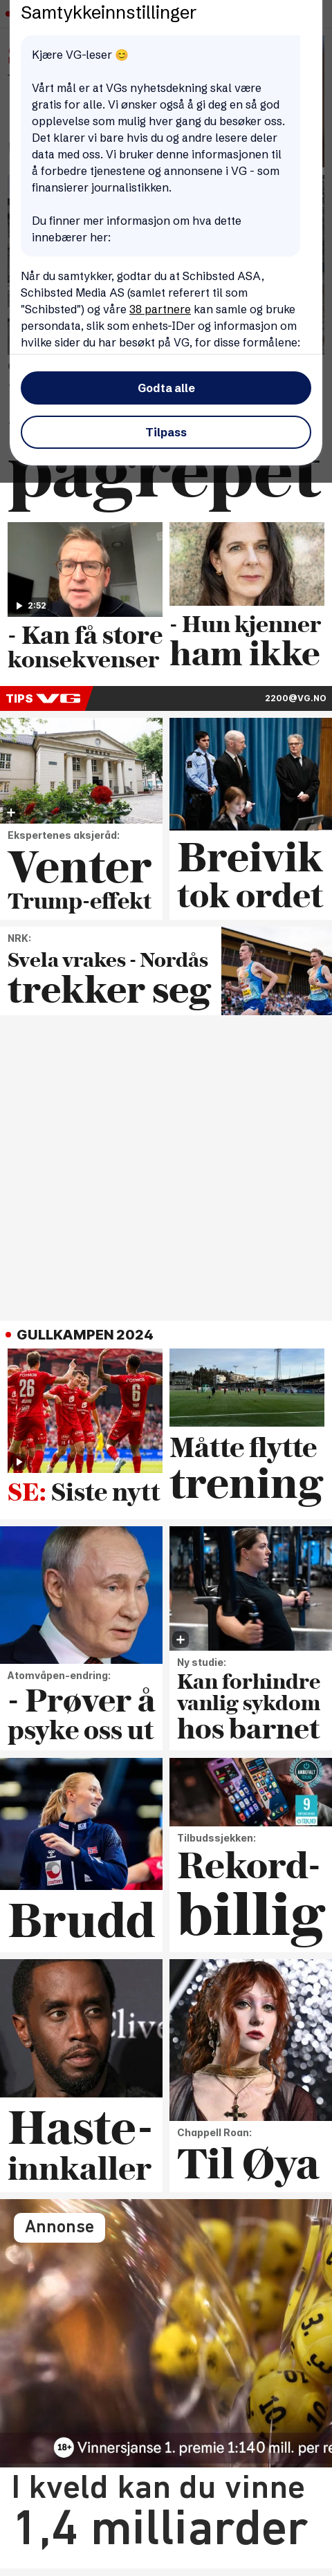 Samtykkeinnstillinger
Kjære VG-leser 😊
Vårt mål er at VGs nyhetsdekning skal være
gratis for alle. Vi ønsker også å gi deg en så god
opplevelse som mulig hver gang du besøker oss.
Det klarer vi bare hvis du og andre lesere deler
data med oss. Vi bruker denne informasjonen til
å forbedre tjenestene og annonsene i VG - som
finansierer journalistikken.
Du finner mer informasjon om hva dette
innebærer her:
Når du samtykker, godtar du at Schibsted ASA,
Schibsted Media AS (samlet referert til som
"Schibsted") og våre 38 partnere kan samle og bruke
persondata, slik som enhets-IDer og informasjon om
hvilke sider du har besøkt på VG, for disse formålene:
Godta alle
Tilpass
pågrepet
2:52
- Kan få store
konsekvenser
- Hun kjenner
ham ikke
TIPS VG
2200@VG.NO
Ekspertenes aksjeråd:
Venter
Trump-effekt
Breivik
tok ordet
NRK:
Svela vrakes - Nordås
trekker seg
GULLKAMPEN 2024
SE: Siste nytt
Måtte flytte
trening
Atomvåpen-endring:
- Prøver å
psyke oss ut
Ny studie:
Kan forhindre
vanlig sykdom
hos barnet
Brudd
Tilbudssjekken:
Rekord-
billig
Haste-
innkaller
Chappell Roan:
Til Øya
Annonse
18+ Vinnersjanse 1. premie 1:140 mill. per re
I kveld kan du vinne
1,4 milliarder